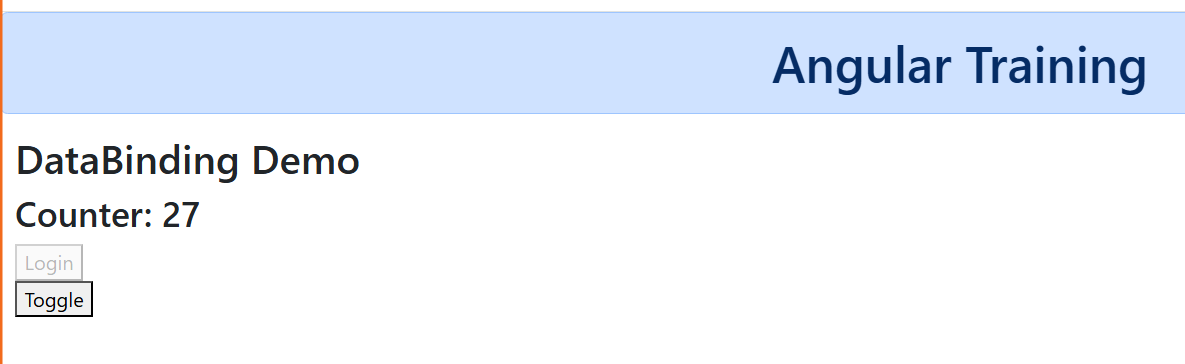 Angular Training
DataBinding Demo
Counter: 27
Login
Toggle